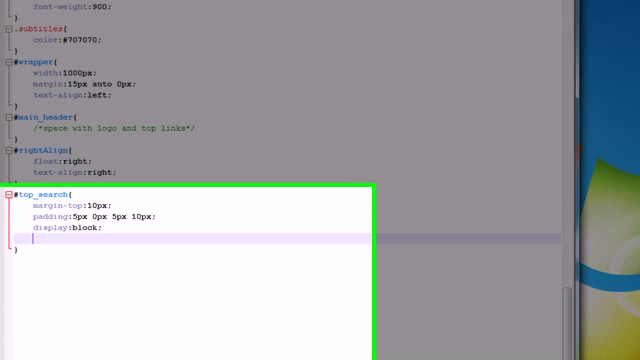 font-weight:900;
}
.subtitles{
color:#707070;
}
#wrapper{
width:1000px;
margin:15px auto 0px;
text-align:left;
}
#main_header{
/*space with logo and top links*/
}
#rightAlign{
float:right;
text-align:right;
}
#top_search{
margin-top:10px;
padding:5px 0px 5px 10px;
display:block;
}